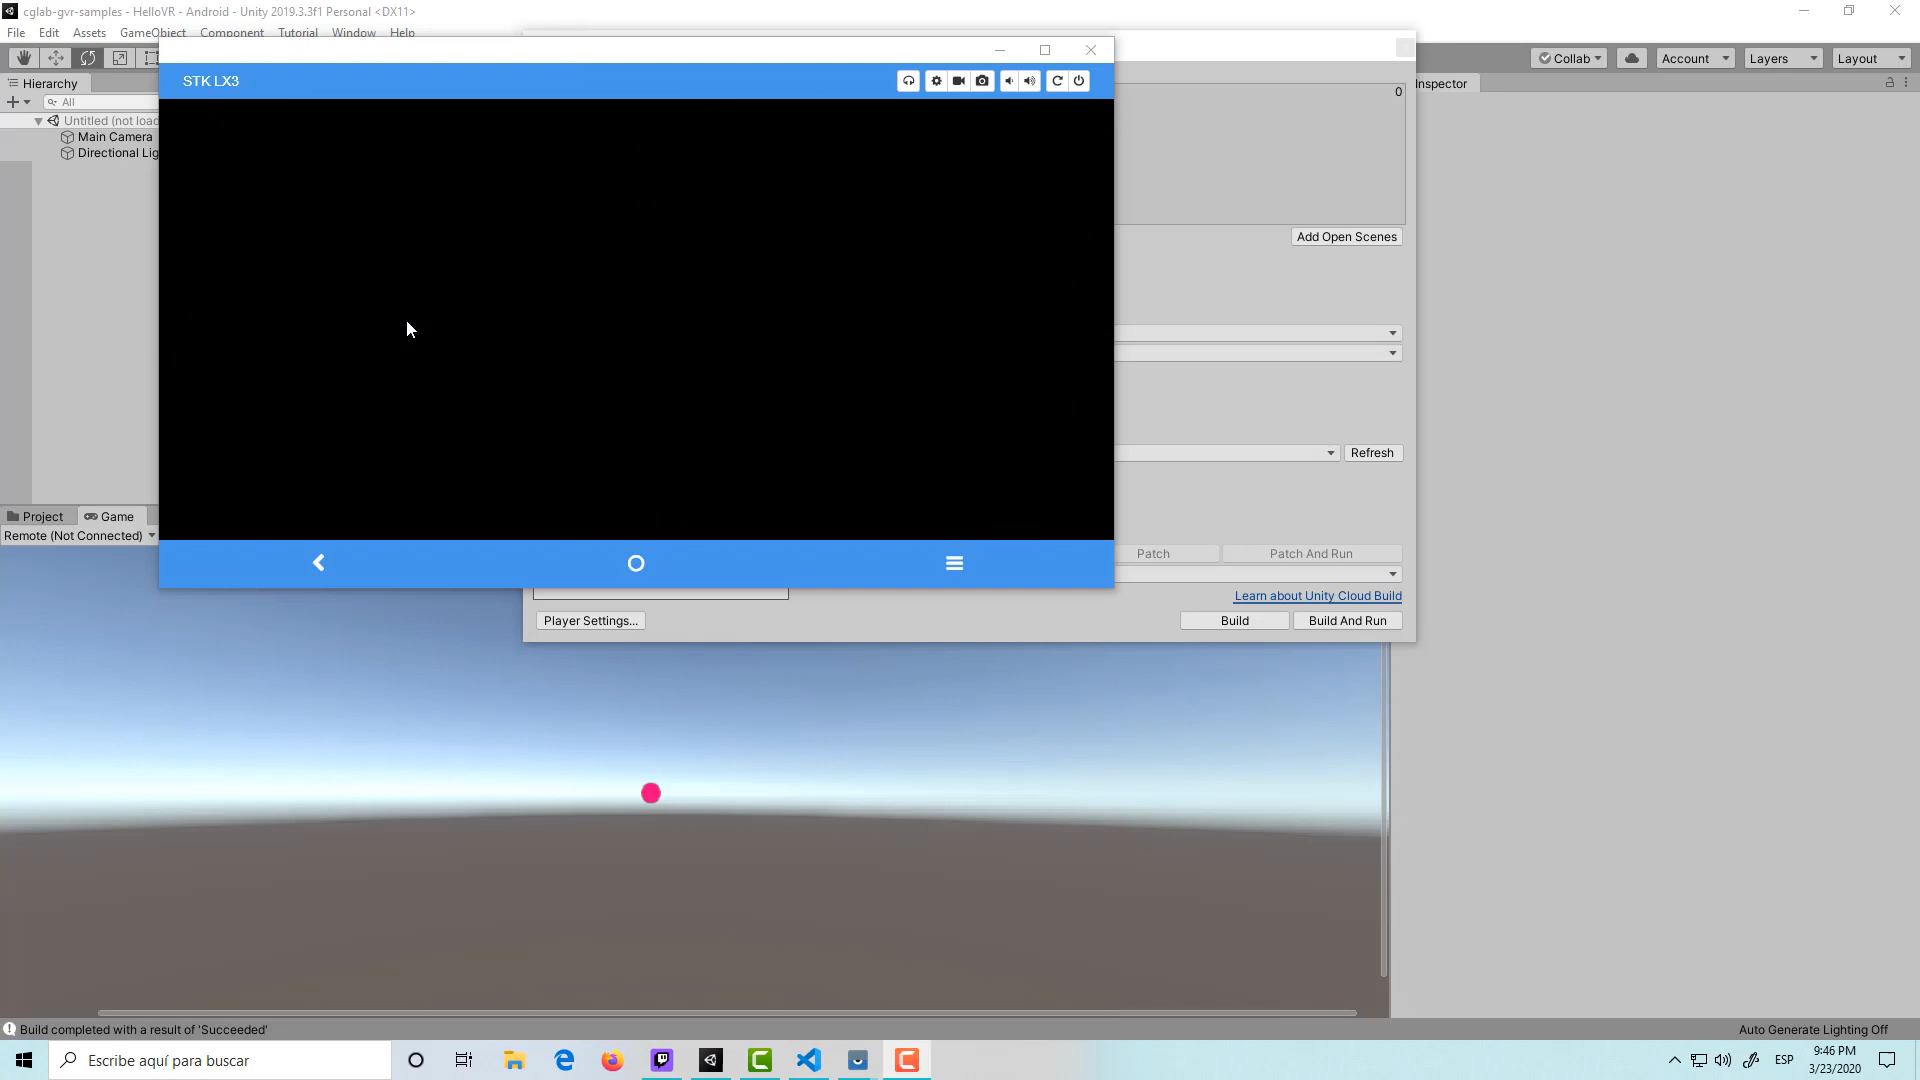 cglab-gvr-samples - HelloVR - Android - Unity 2019.3.3f1 Personal <DX11>
File Edit Assets GameObject Component Tutorial Window Help
Collab Account Layers Layout
STK LX3
Hierarchy
Inspector
All
0
Untitled (not load
Main Camera
Directional Lig
Add Open Scenes
Refresh
Project Game
Remote (Not Connected)
Patch Patch And Run
Learn about Unity Cloud Build
Player Settings... Build Build And Run
Build completed with a result of 'Succeeded'
Auto Generate Lighting Off
Escribe aquí para buscar
ESP
9:46 PM
3/23/2020